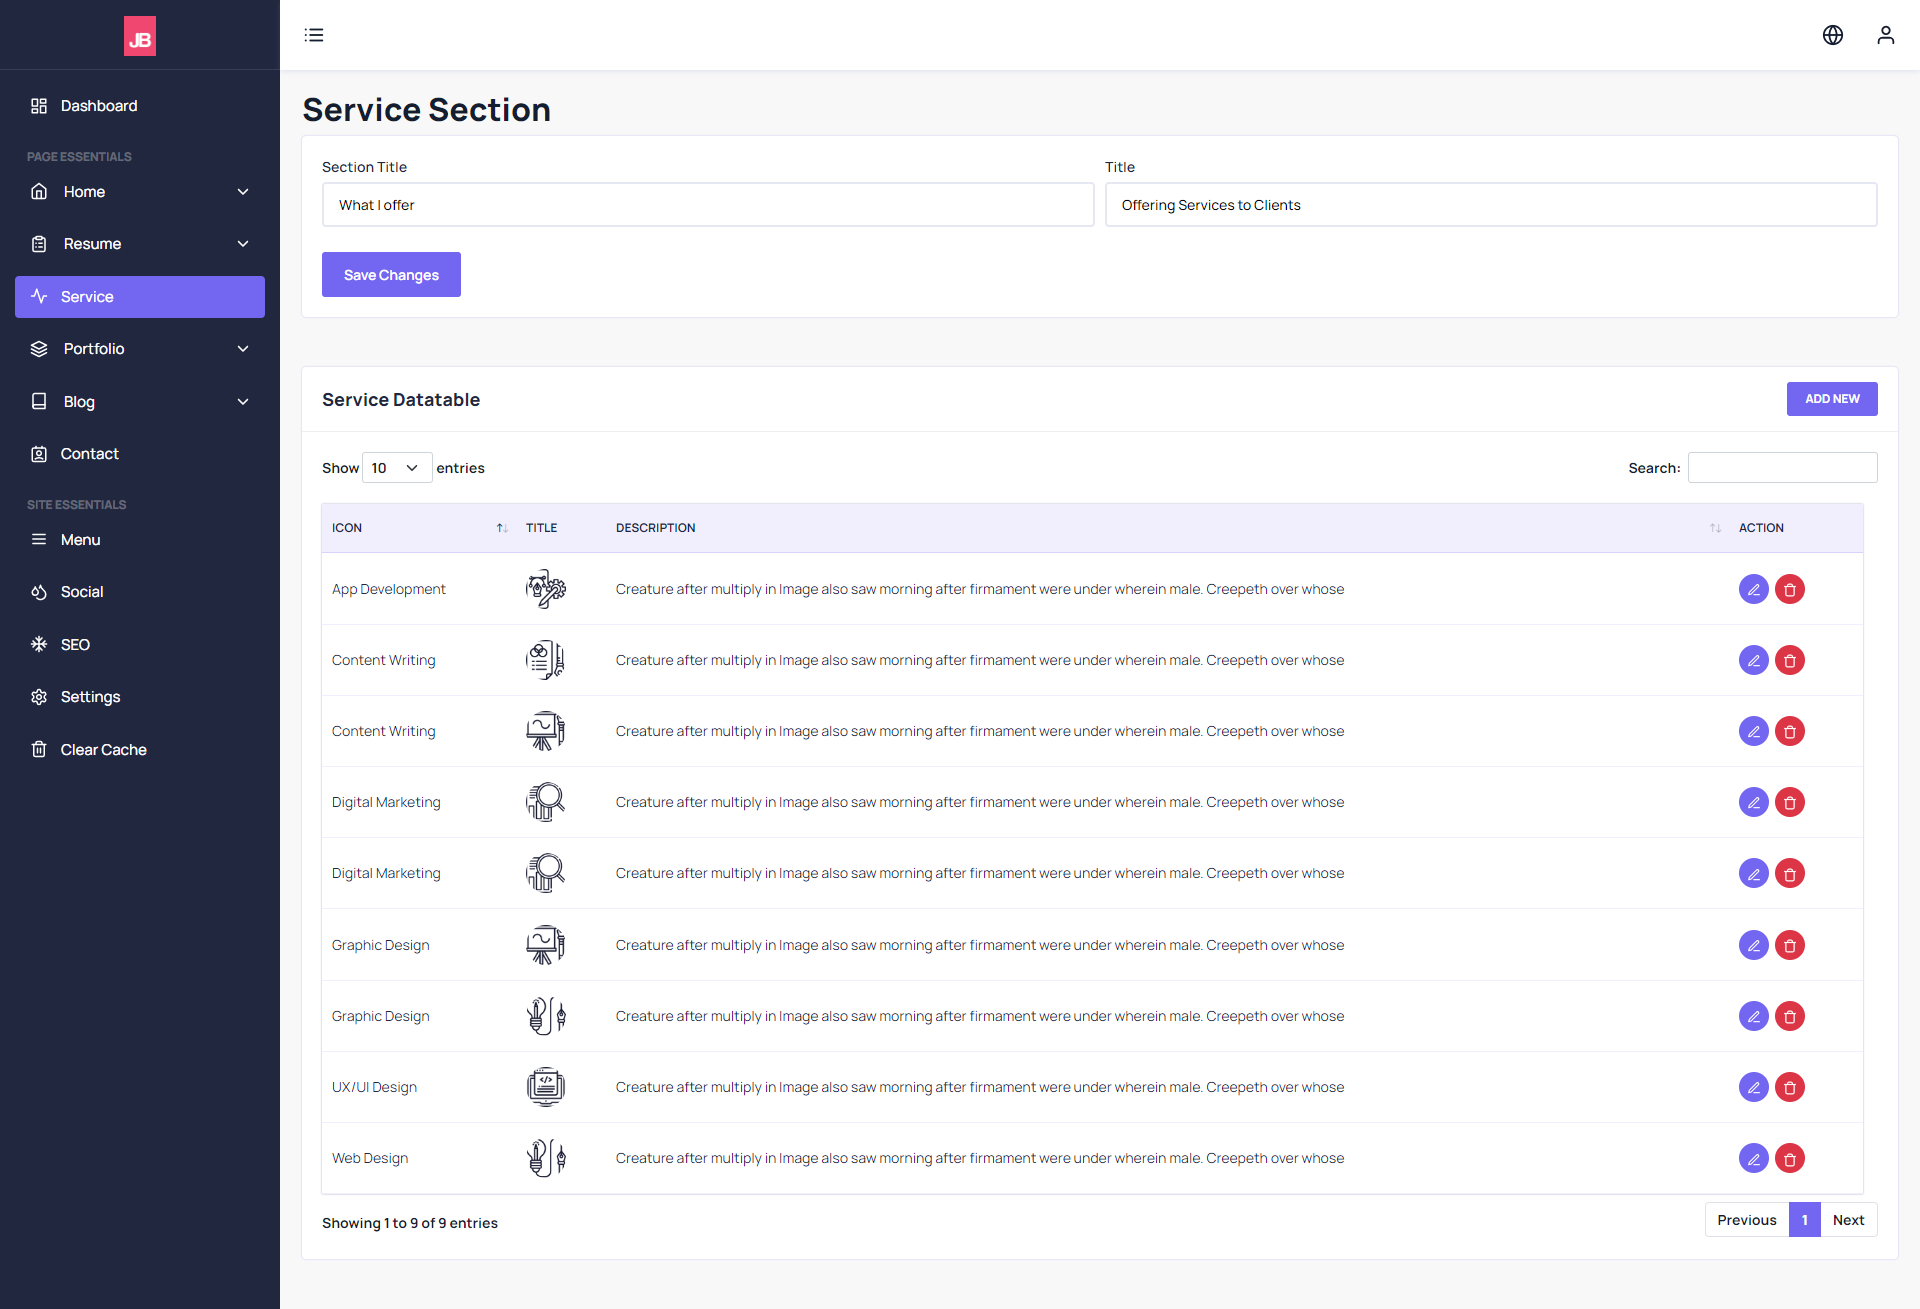 JB
Dashboard
PAGE ESSENTIALS
Home
Resume
Service
Portfolio
Blog
Contact
SITE ESSENTIALS
Menu
Social
SEO
Settings
Clear Cache
Service Section
Section Title
Title
What I offer
Offering Services to Clients
Save Changes
Service Datatable
ADD NEW
Show 10 entries
Search:
ICON TITLE DESCRIPTION ACTION
App Development Creature after multiply in Image also saw morning after firmament were under wherein male. Creepeth over whose
Content Writing Creature after multiply in Image also saw morning after firmament were under wherein male. Creepeth over whose
Content Writing Creature after multiply in Image also saw morning after firmament were under wherein male. Creepeth over whose
Digital Marketing Creature after multiply in Image also saw morning after firmament were under wherein male. Creepeth over whose
Digital Marketing Creature after multiply in Image also saw morning after firmament were under wherein male. Creepeth over whose
Graphic Design Creature after multiply in Image also saw morning after firmament were under wherein male. Creepeth over whose
Graphic Design Creature after multiply in Image also saw morning after firmament were under wherein male. Creepeth over whose
UX/UI Design Creature after multiply in Image also saw morning after firmament were under wherein male. Creepeth over whose
Web Design Creature after multiply in Image also saw morning after firmament were under wherein male. Creepeth over whose
Showing 1 to 9 of 9 entries
Previous 1 Next